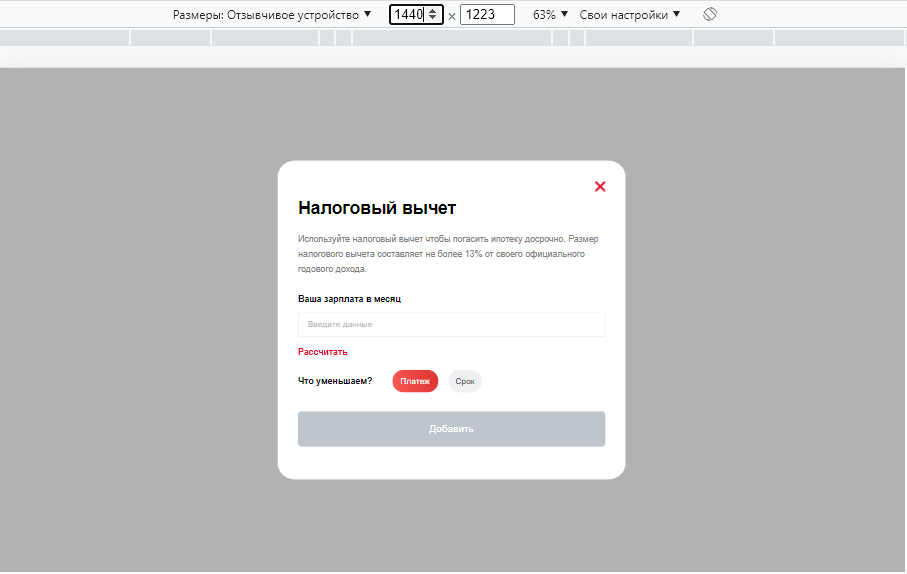 Размеры: Отзывчивое устройство ▼ 1440 × 1223 63% ▼ Свои настройки ▼
Налоговый вычет
Используйте налоговый вычет чтобы погасить ипотеку досрочно. Размер
налогового вычета составляет не более 13% от своего официального
годового дохода.
Ваша зарплата в месяц
Введите данные
Рассчитать
Что уменьшаем? Платеж Срок
Добавить